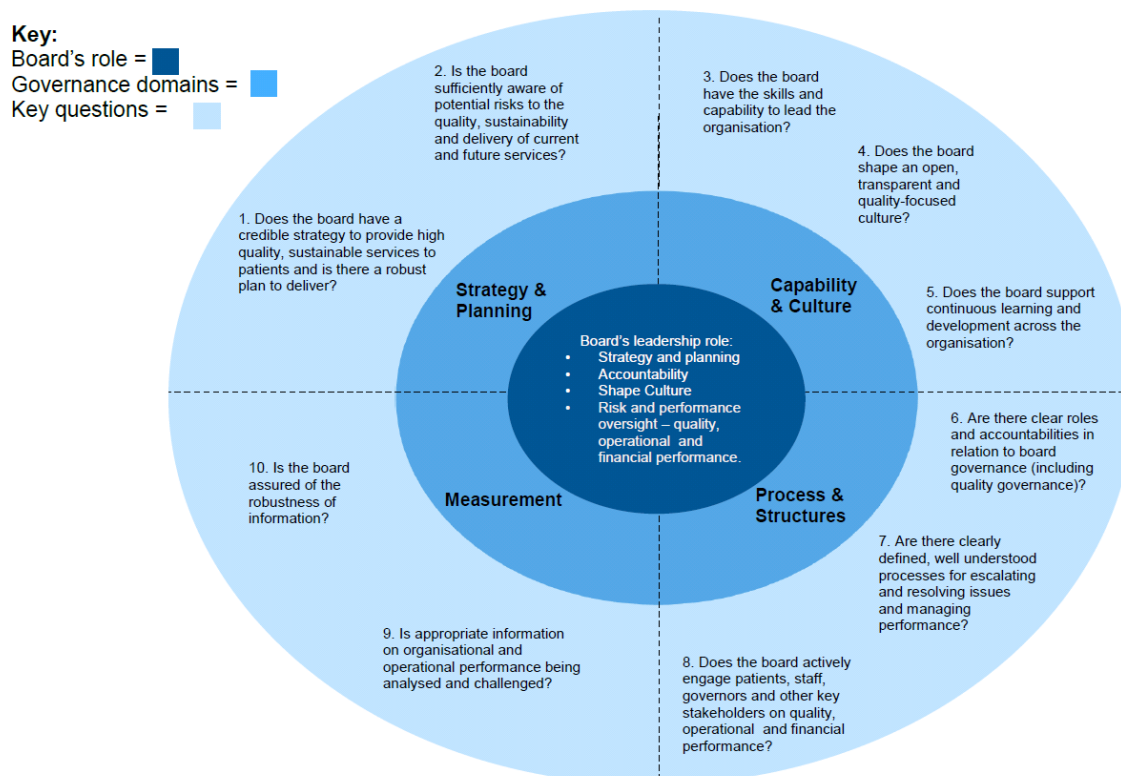 Key:
Board's role =
Governance domains =
Key questions =
2. Is the board
sufficiently aware of
potential risks to the
quality, sustainability
and delivery of current
and future services?
3. Does the board
have the skills and
capability to lead the
organisation?
4. Does the board
shape an open,
transparent and
quality-focused
culture?
1. Does the board have a
credible strategy to provide high
quality, sustainable services to
patients and is there a robust
plan to deliver?
Strategy &
Planning
Capability
& Culture
5. Does the board support
continuous learning and
development across the
organisation?
Board's leadership role:
• Strategy and planning
• Accountability
• Shape Culture
• Risk and performance
oversight – quality,
operational and
financial performance.
6. Are there clear roles
and accountabilities in
relation to board
governance (including
quality governance)?
10. Is the board
assured of the
robustness of
information?
Measurement
Process &
Structures
7. Are there clearly
defined, well understood
processes for escalating
and resolving issues
and managing
performance?
9. Is appropriate information
on organisational and
operational performance being
analysed and challenged?
8. Does the board actively
engage patients, staff,
governors and other key
stakeholders on quality,
operational and financial
performance?